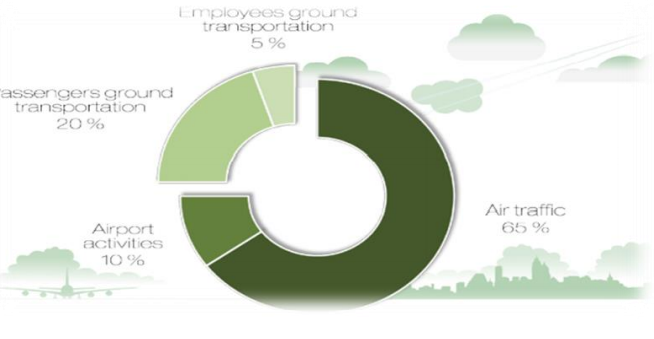 Employees ground
transportation
5 %
assengers ground
transportation
20 %
Airport
activities
10 %
Air traffic
65 %